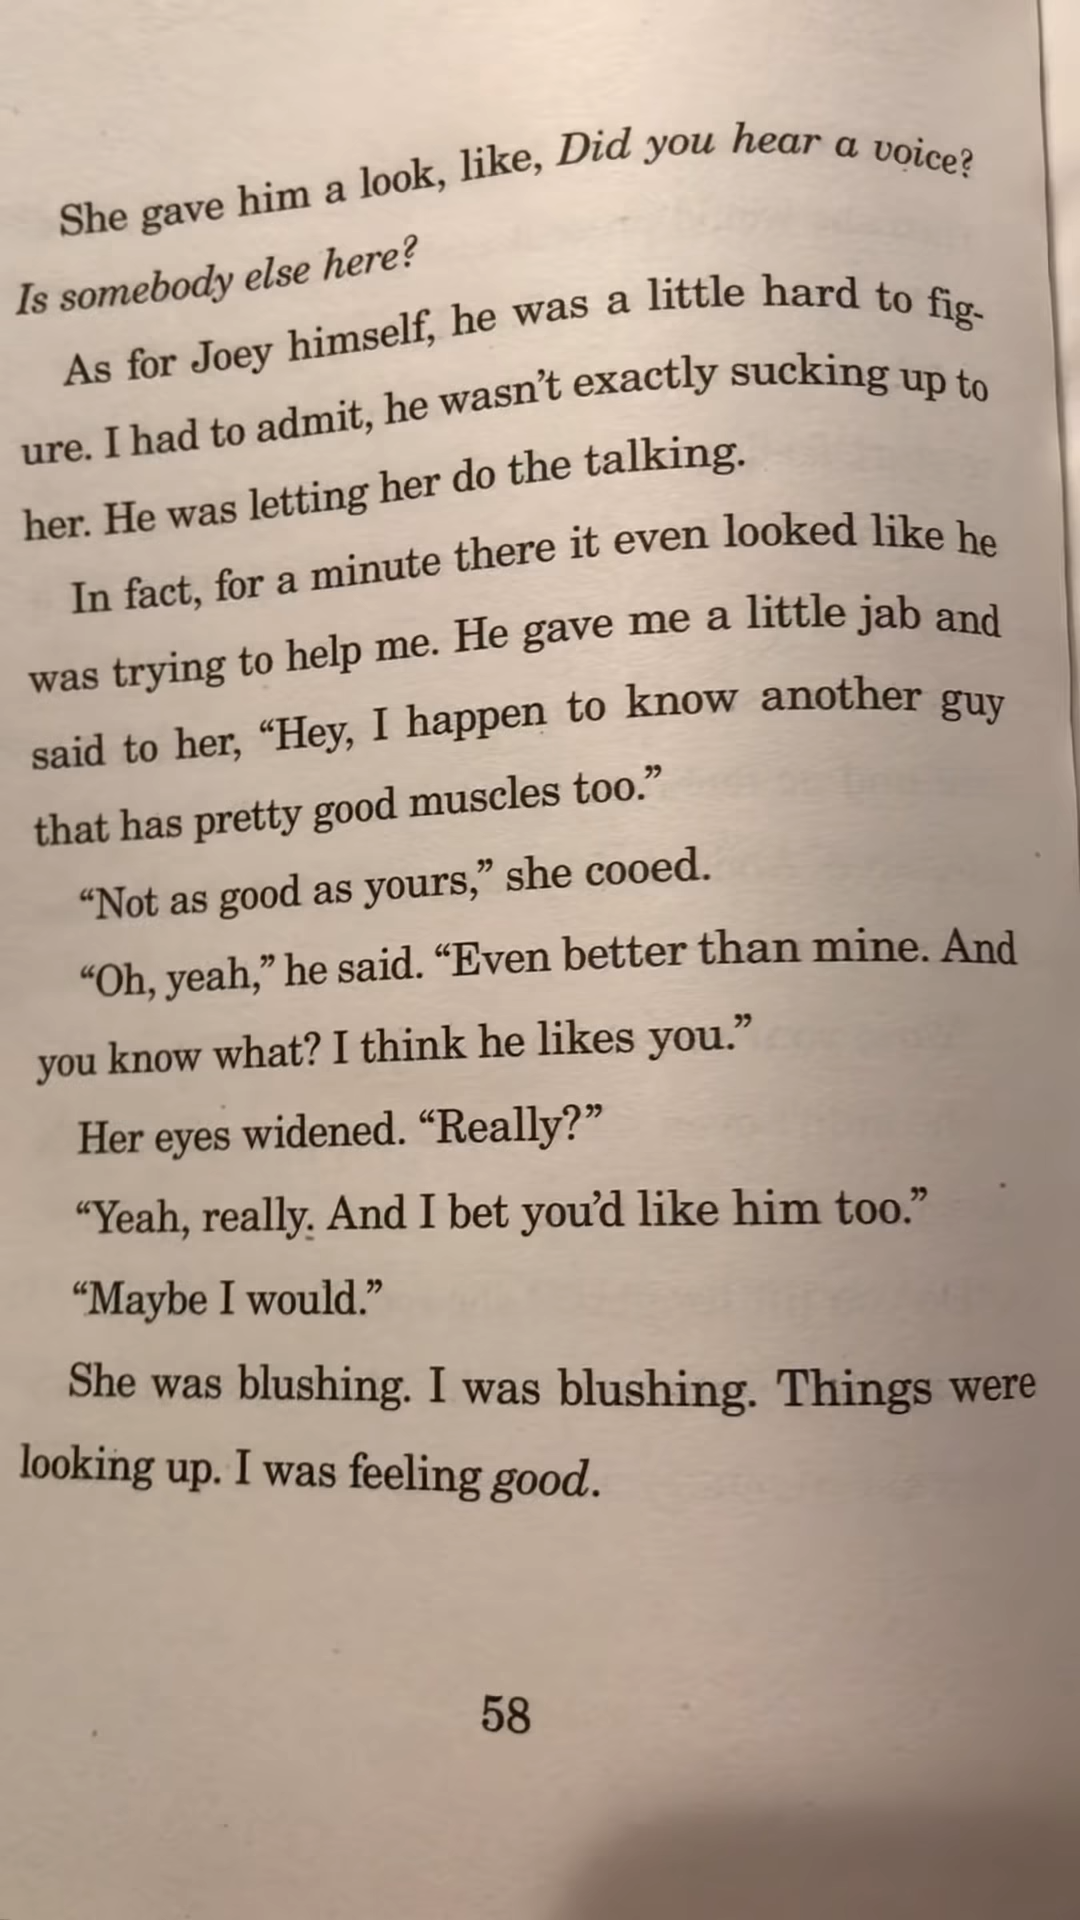 She gave him a look, like, Did you hear a voice?
Is somebody else here?
As for Joey himself, he was a little hard to fig-
ure. I had to admit, he wasn't exactly sucking up to
her. He was letting her do the talking.
In fact, for a minute there it even looked like he
was trying to help me. He gave me a little jab and
said to her, “Hey, I happen to know another guy
that has pretty good muscles too.”
“Not as good as yours,” she cooed.
“Oh, yeah,” he said. “Even better than mine. And
you know what? I think he likes you.”
Her eyes widened. “Really?”
“Yeah, really. And I bet you’d like him too.”
“Maybe I would.”
She was blushing. I was blushing. Things were
looking up. I was feeling good.
58